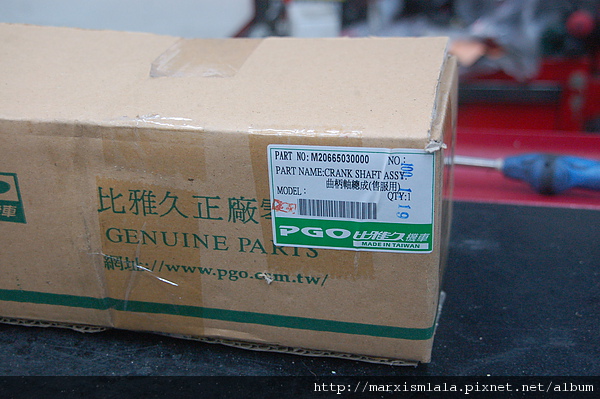 PART NO: M20665030000 NO.:
PART NAME:CRANK SHAFT ASSY
曲柄軸總成(售服用)
MODEL: QTY:1
PGO 比雅久機車
MADE IN TAIWAN
機車
比雅久正廠零
GENUINE PARTS
網址://www.pgo.com.tw/
http://marxismlala.pixnet.net/album